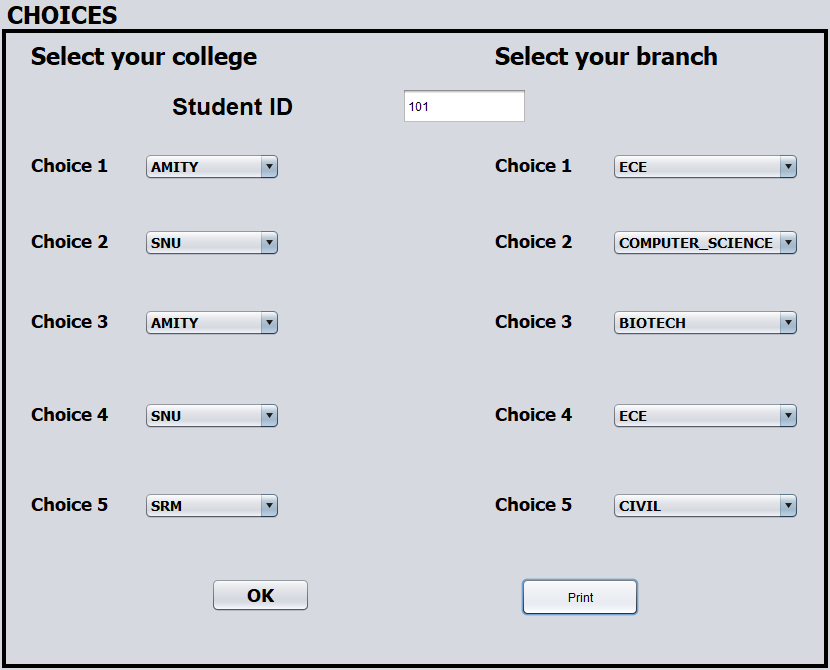 CHOICES
Select your college Select your branch
Student ID 101
Choice 1 AMITY Choice 1 ECE
Choice 2 SNU Choice 2 COMPUTER_SCIENCE
Choice 3 AMITY Choice 3 BIOTECH
Choice 4 SNU Choice 4 ECE
Choice 5 SRM Choice 5 CIVIL
OK Print